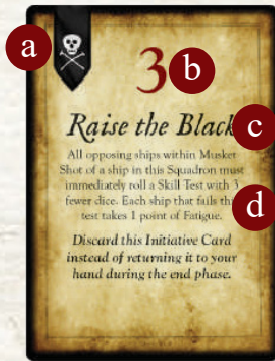 a
3 b
Raise the Black c
All opposing ships within Musket
Shot of a ship in this Squadron must
immediately roll a Skill Test with 3
fewer dice. Each ship that fails this d
test takes 1 point of Fatigue.
Discard this Initiative Card
instead of returning it to your
hand during the end phase.